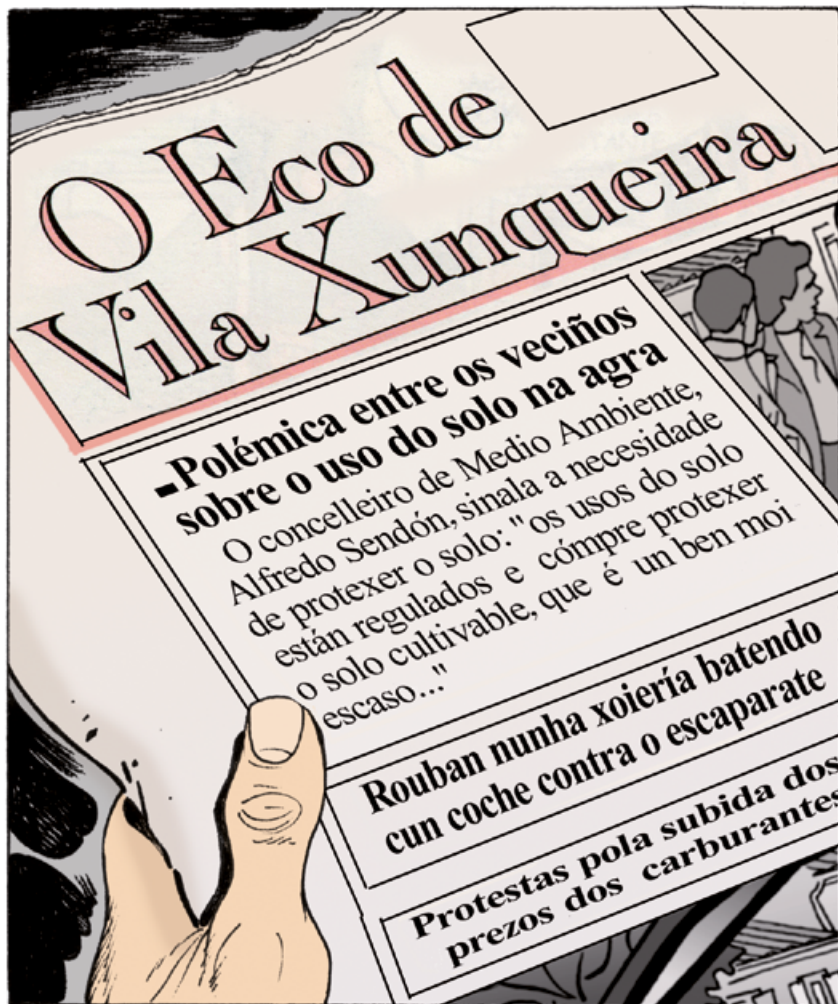 O Eco de
Vila Xunqueira
-Polémica entre os veciños
sobre o uso do solo na agra
O concelleiro de Medio Ambiente,
Alfredo Sendón, sinala a necesidade
de protexer o solo: "os usos do solo
están regulados e cómpre protexer
o solo cultivable, que é un ben moi
escaso..."
Rouban nunha xoiería batendo
cun coche contra o escaparate
Protestas pola subida dos
prezos dos carburantes